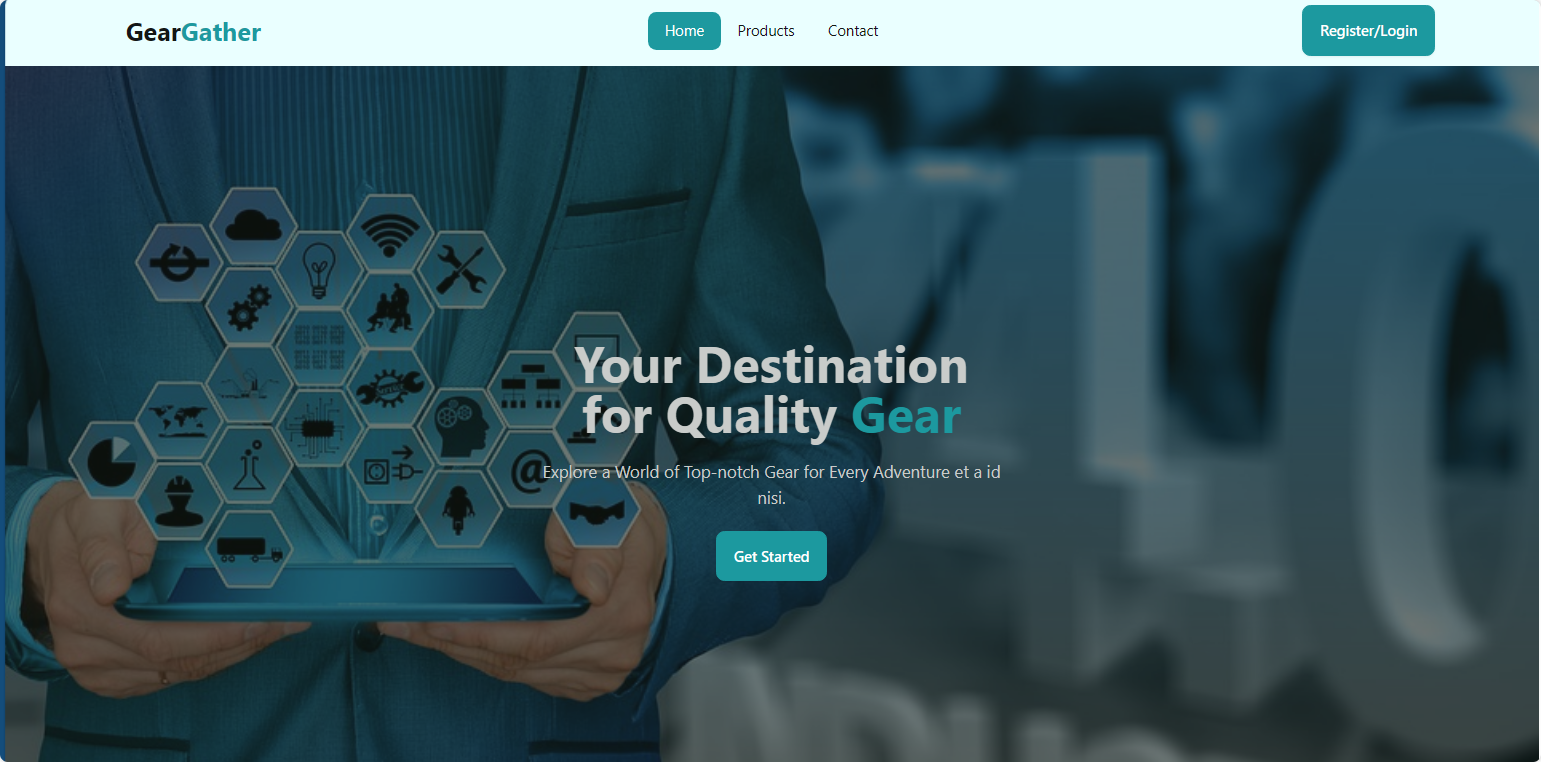 GearGather
Home
Products
Contact
Register/Login
Your Destination
for Quality Gear
Explore a World of Top-notch Gear for Every Adventure et a id
nisi.
Get Started